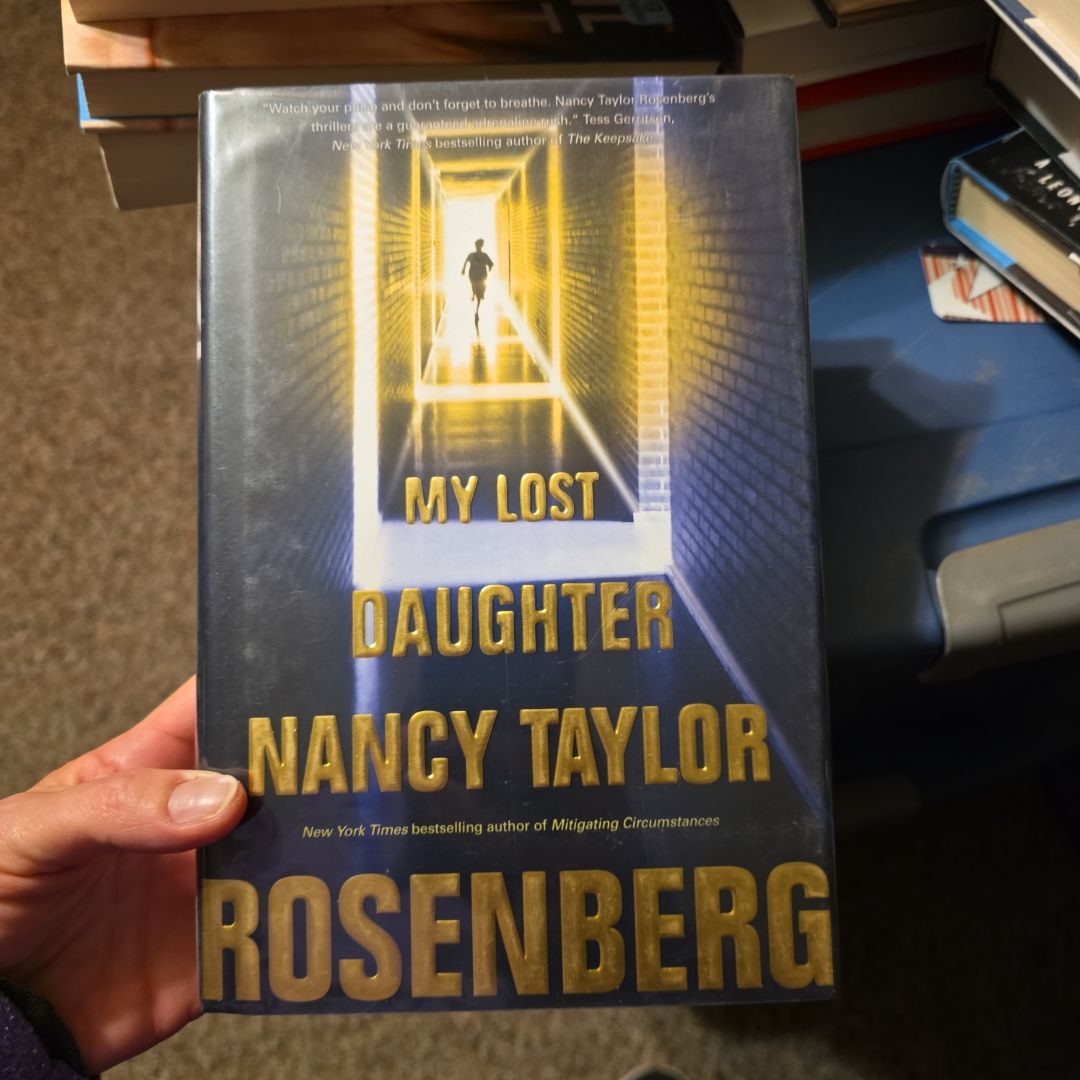 "Watch your pulse and don't forget to breathe. Nancy Taylor Rosenberg's
thrillers are a guaranteed adrenaline rush." Tess Gerritsen,
New York Times bestselling author of The Keepsake
MY LOST
DAUGHTER
NANCY TAYLOR
New York Times bestselling author of Mitigating Circumstances
ROSENBERG
A
LEON